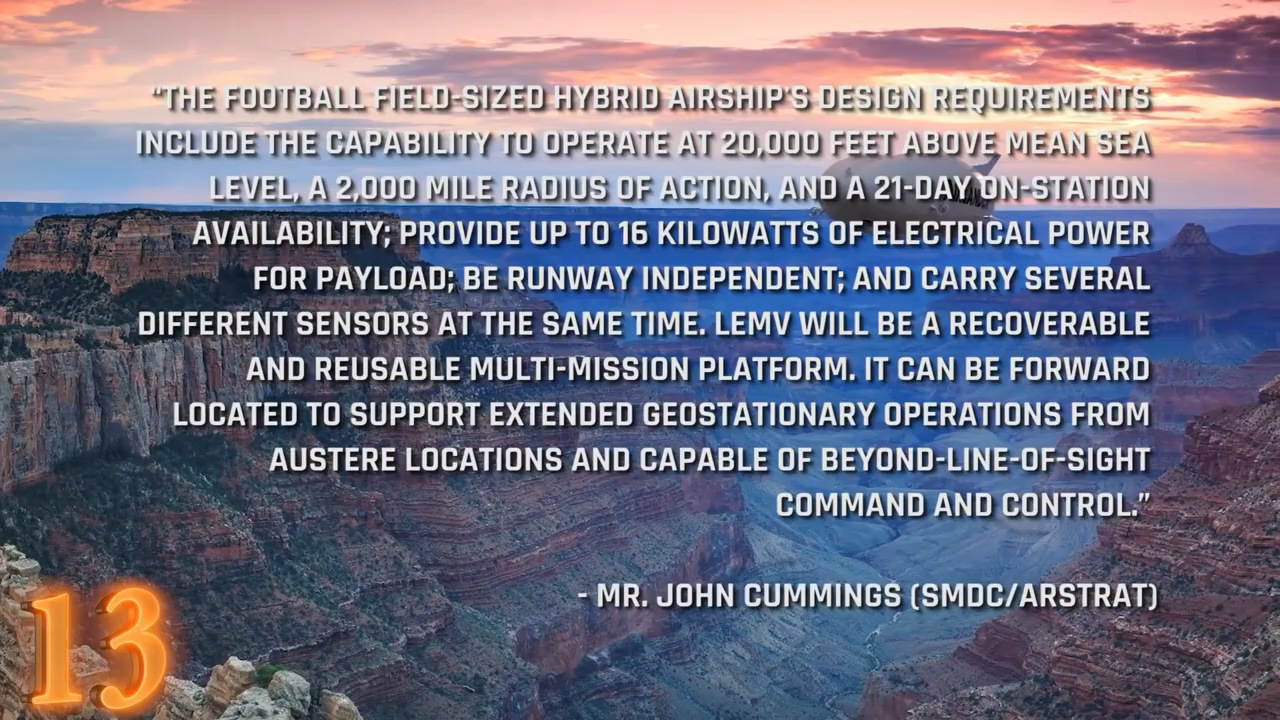 “THE FOOTBALL FIELD-SIZED HYBRID AIRSHIP'S DESIGN REQUIREMENTS
INCLUDE THE CAPABILITY TO OPERATE AT 20,000 FEET ABOVE MEAN SEA
LEVEL, A 2,000 MILE RADIUS OF ACTION, AND A 21-DAY ON-STATION
AVAILABILITY; PROVIDE UP TO 16 KILOWATTS OF ELECTRICAL POWER
FOR PAYLOAD; BE RUNWAY INDEPENDENT; AND CARRY SEVERAL
DIFFERENT SENSORS AT THE SAME TIME. LEMV WILL BE A RECOVERABLE
AND REUSABLE MULTI-MISSION PLATFORM. IT CAN BE FORWARD
LOCATED TO SUPPORT EXTENDED GEOSTATIONARY OPERATIONS FROM
AUSTERE LOCATIONS AND CAPABLE OF BEYOND-LINE-OF-SIGHT
COMMAND AND CONTROL.”
- MR. JOHN CUMMINGS (SMDC/ARSTRAT)
13